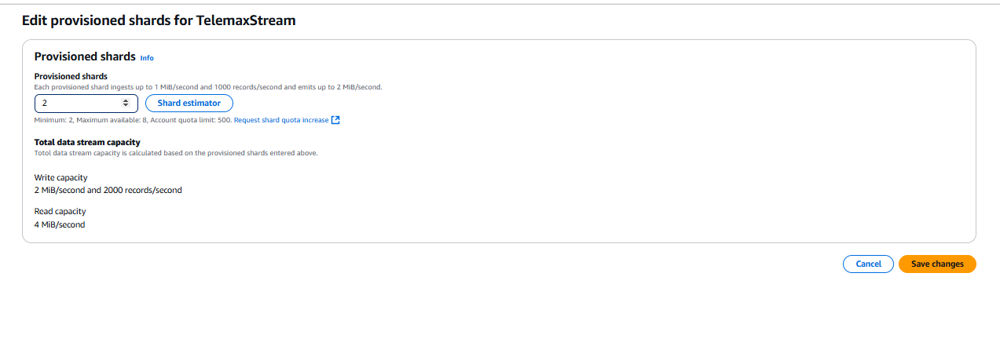 Edit provisioned shards for TelemaxStream
Provisioned shards Info
Provisioned shards
Each provisioned shard ingests up to 1 MiB/second and 1000 records/second and emits up to 2 MiB/second.
2 Shard estimator
Minimum: 2, Maximum available: 8, Account quota limit: 500. Request shard quota increase
Total data stream capacity
Totol data stream capacity is calculated based on the provisioned shards entered above.
Write capacity
2 MiB/second and 2000 records/second
Read capacity
4 MiB/second
Cancel Save changes